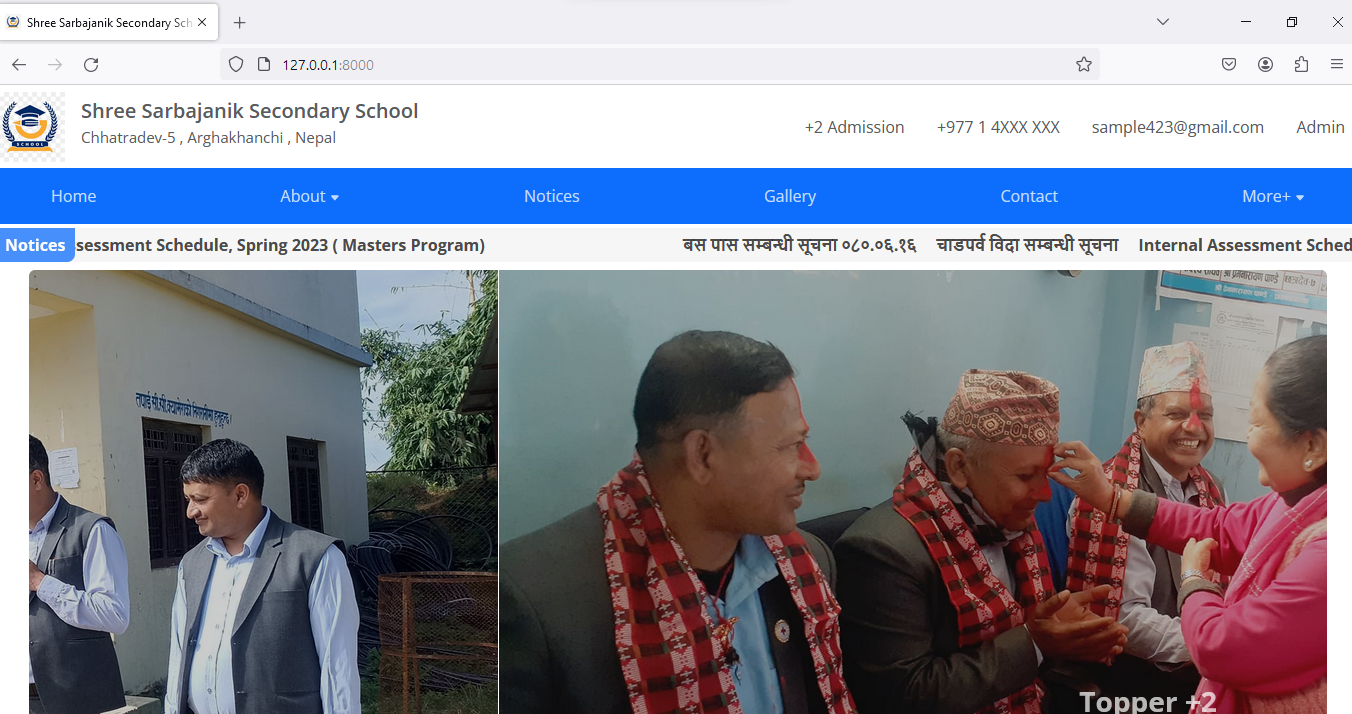 Shree Sarbajanik Secondary Sch
127.0.0.1:8000
SCHOOL
Shree Sarbajanik Secondary School
Chhatradev-5 , Arghakhanchi , Nepal
+2 Admission +977 1 4XXX XXX sample423@gmail.com Admin
Home About Notices Gallery Contact More+
Notices sessment Schedule, Spring 2023 ( Masters Program) बस पास सम्बन्धी सूचना ०८०.०६.१६ चाडपर्व विदा सम्बन्धी सूचना Internal Assessment Sched
Topper +2